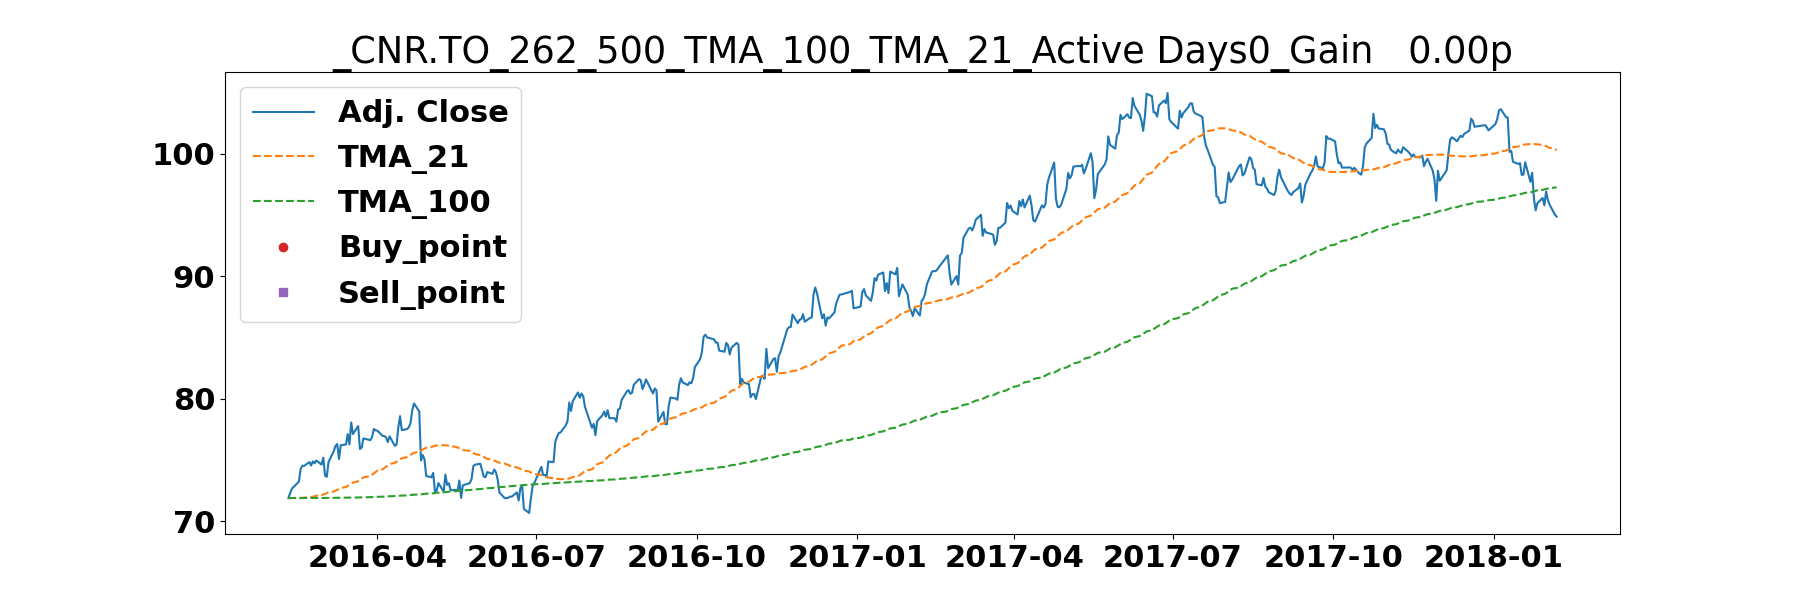 _CNR.TO_262_500_TMA_100_TMA_21_Active Days0_Gain   0.00p
Adj. Close
TMA_21
TMA_100
Buy_point
Sell_point
100
90
80
70
2016-04 2016-07 2016-10 2017-01 2017-04 2017-07 2017-10 2018-01